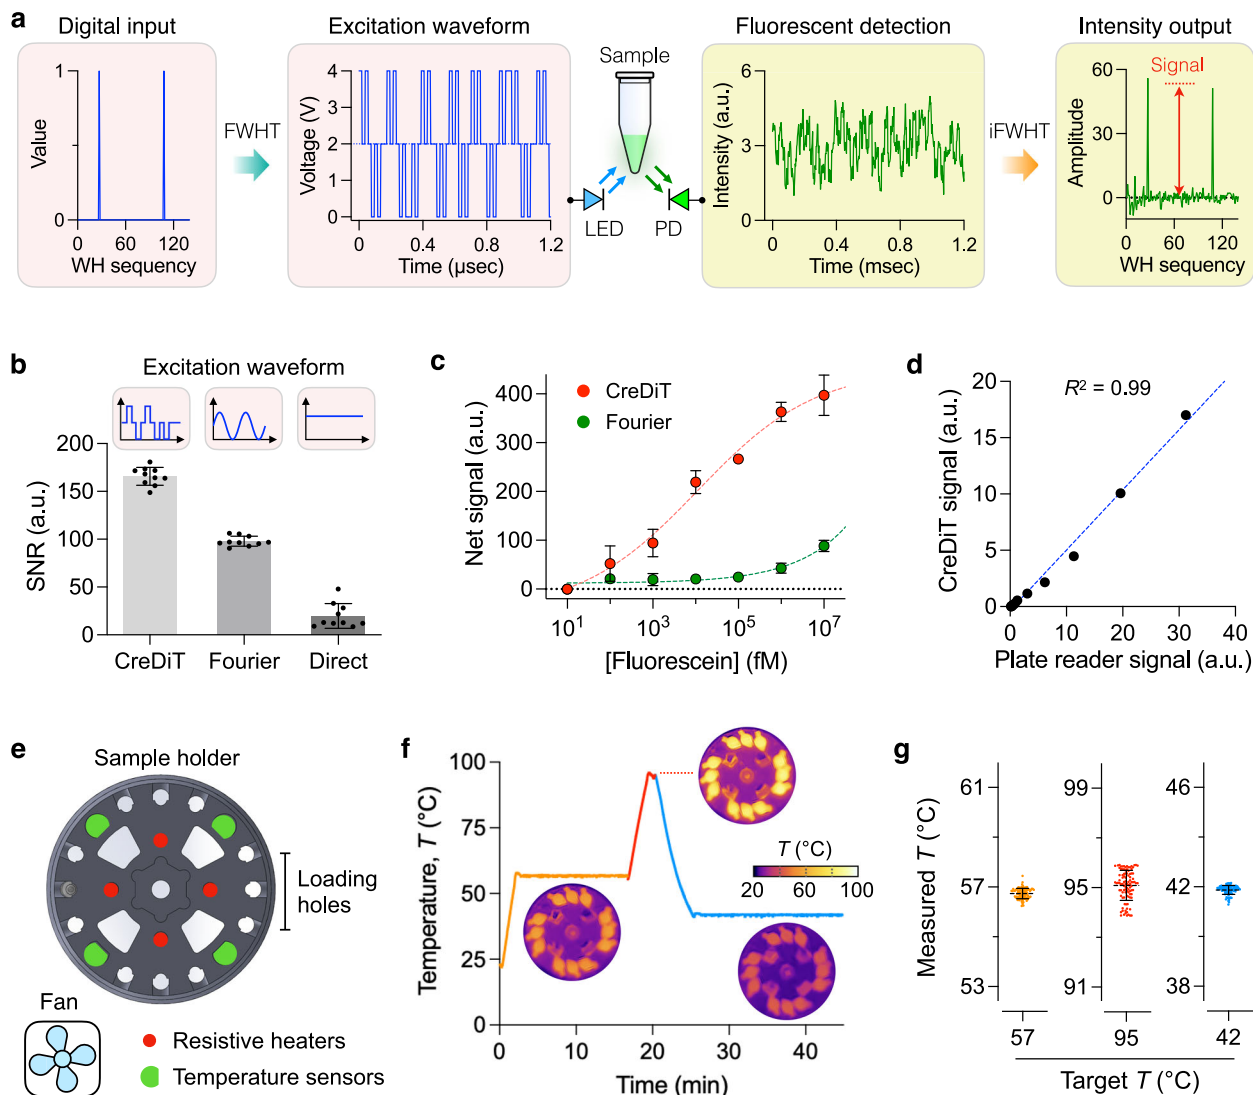 a
Digital input
Excitation waveform
Fluorescent detection
Intensity output
Value
1
0
0 60 120
WH sequency
FWHT
Voltage (V)
4
3
2
1
0
0 0.4 0.8 1.2
Time (μsec)
Sample
LED
PD
Intensity (a.u.)
6
3
0
0 0.4 0.8 1.2
Time (msec)
iFWHT
Amplitude
60
30
0
Signal
0 60 120
WH sequency
b
Excitation waveform
SNR (a.u.)
200
150
100
50
0
CreDiT Fourier Direct
c
Net signal (a.u.)
400
300
200
100
0
CreDiT
Fourier
10¹ 10³ 10⁵ 10⁷
[Fluorescein] (fM)
d
CreDiT signal (a.u.)
20
15
10
5
0
R² = 0.99
0 10 20 30 40
Plate reader signal (a.u.)
e
Sample holder
Loading
holes
Fan
Resistive heaters
Temperature sensors
f
Temperature, T (°C)
100
75
50
25
0
T (°C)
20 60 100
0 10 20 30 40
Time (min)
g
Measured T (°C)
61
57
53
99
95
91
46
42
38
57 95 42
Target T (°C)